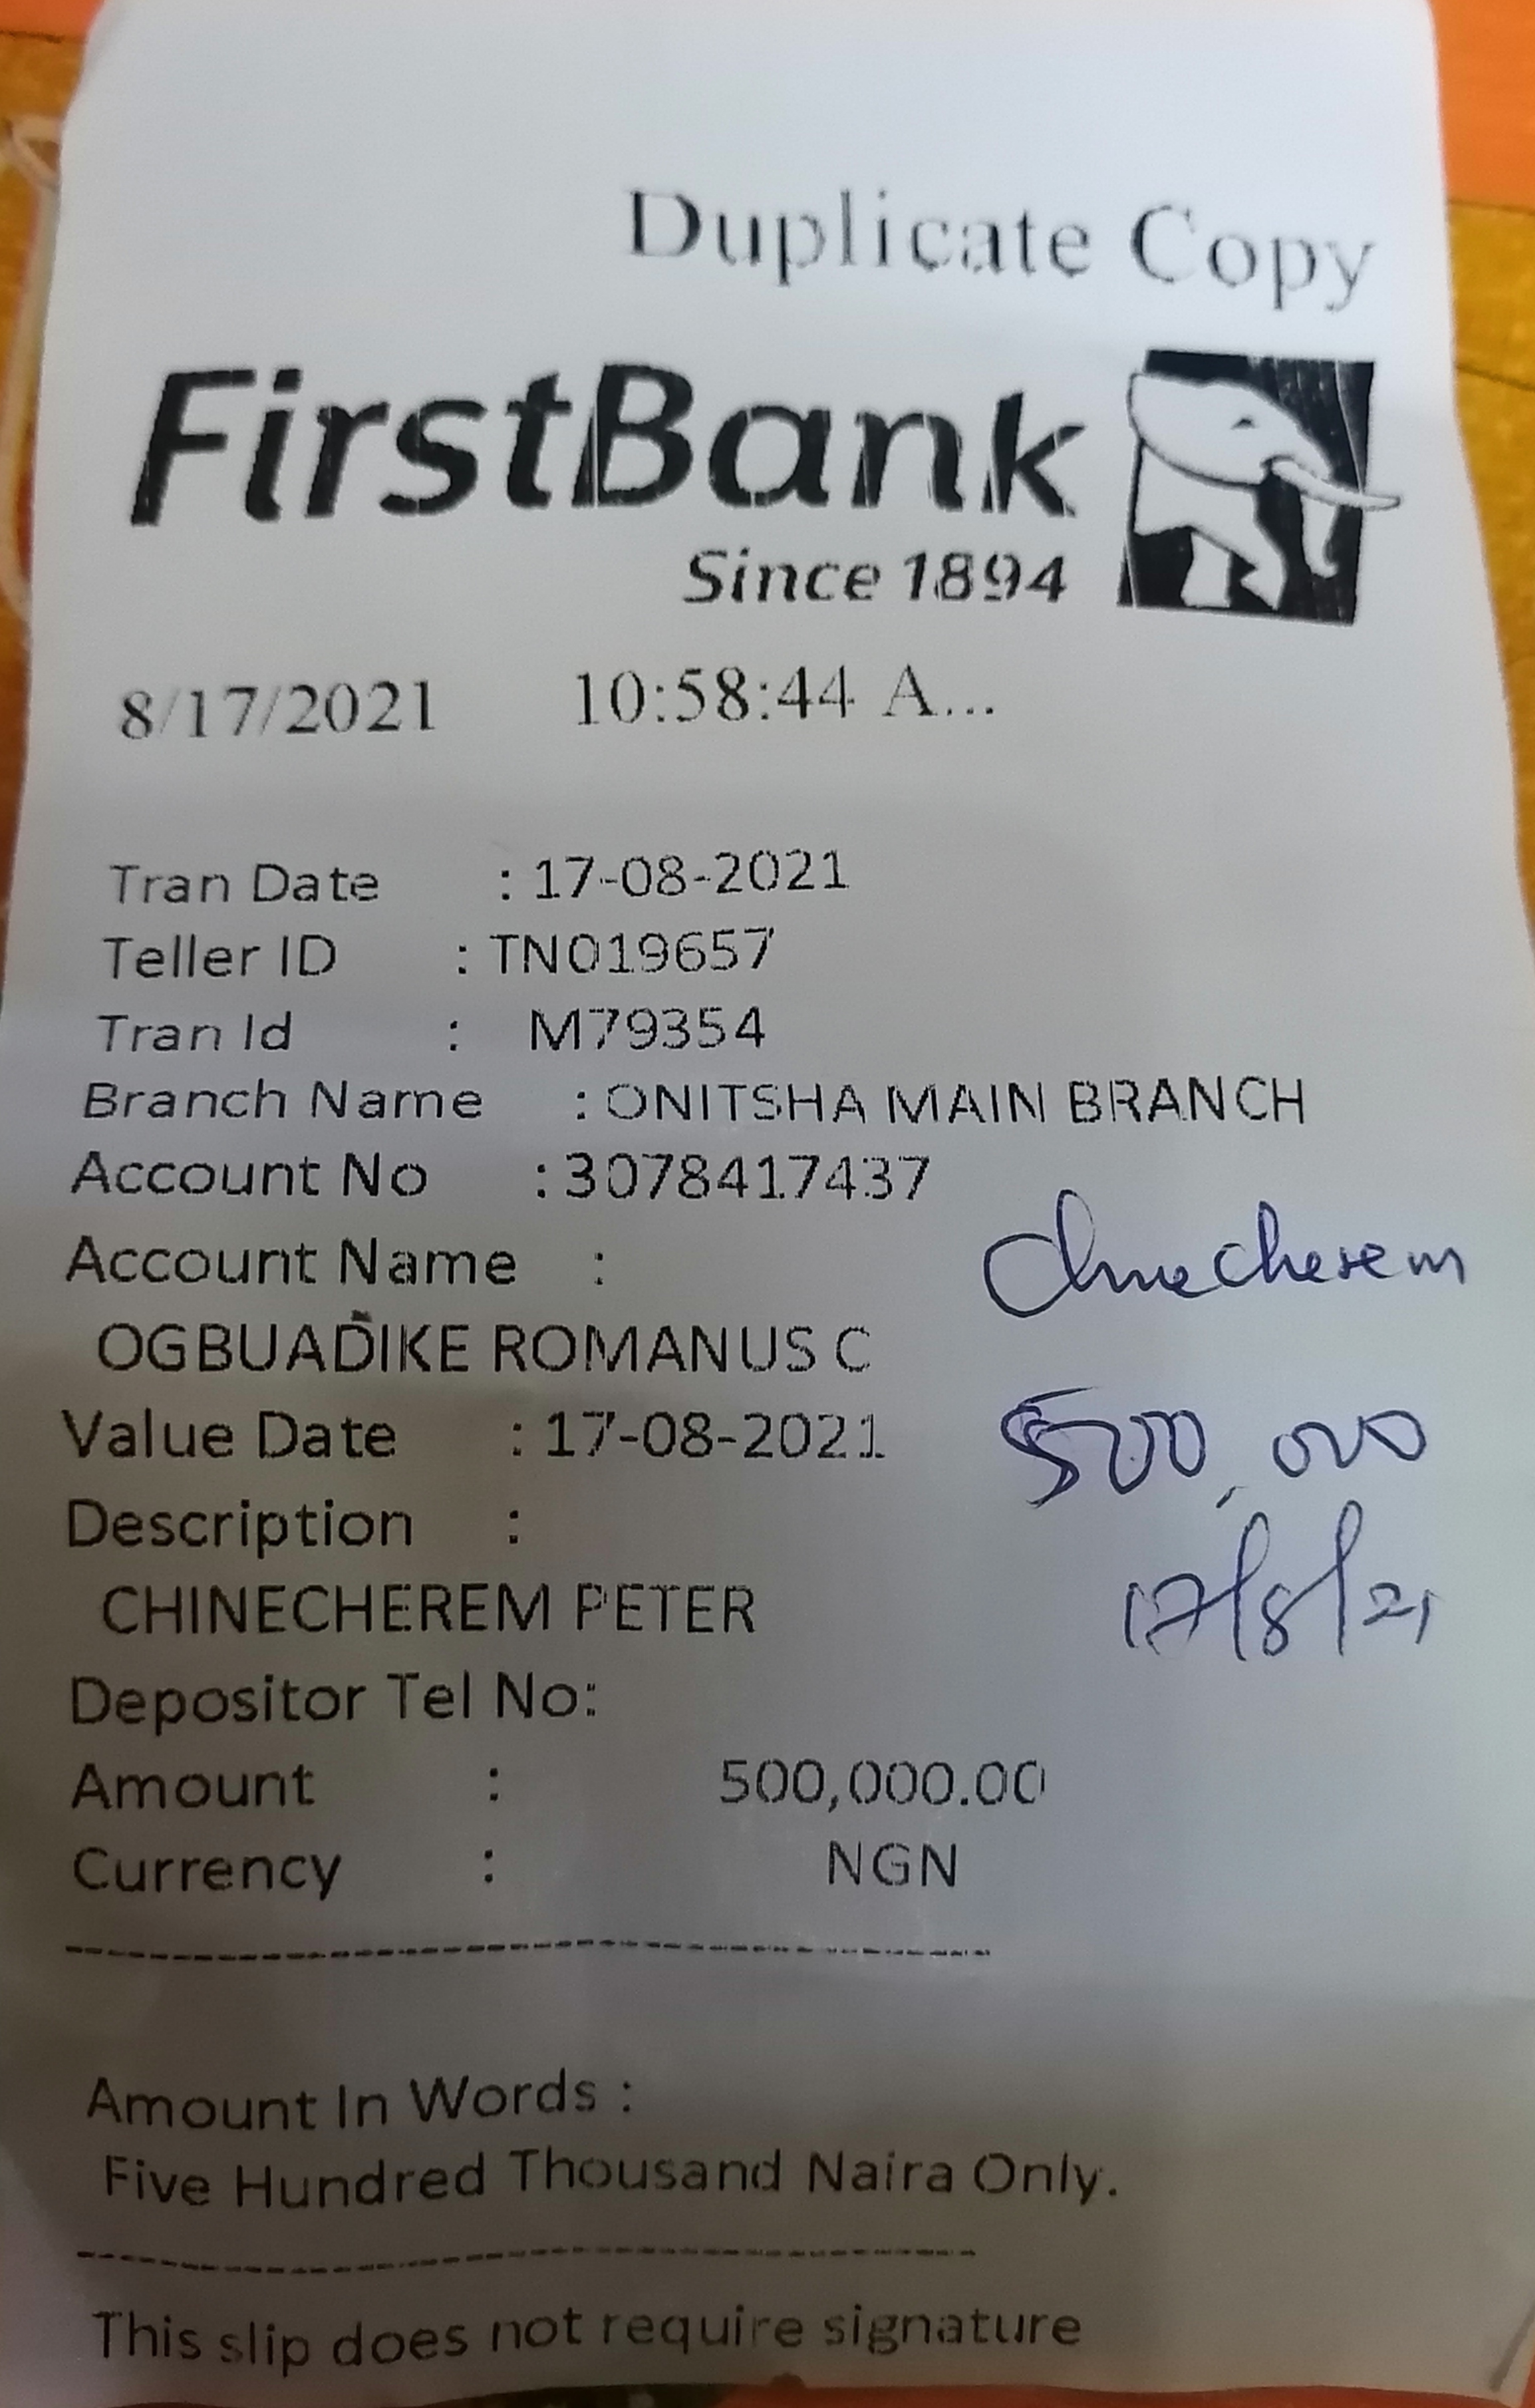 Duplicate Copy
FirstBank
Since 1894
8/17/2021 10:58:44 A...
Tran Date : 17-08-2021
Teller ID : TN019657
Tran Id : M79354
Branch Name : ONITSHA MAIN BRANCH
Account No : 3078417437
Account Name :
Chinecherem
OGBUADIKE ROMANUS C
Value Date : 17-08-2021
500,000
Description :
CHINECHEREM PETER
17/8/21
Depositor Tel No:
Amount : 500,000.00
Currency : NGN
Amount In Words :
Five Hundred Thousand Naira Only.
This slip does not require signature